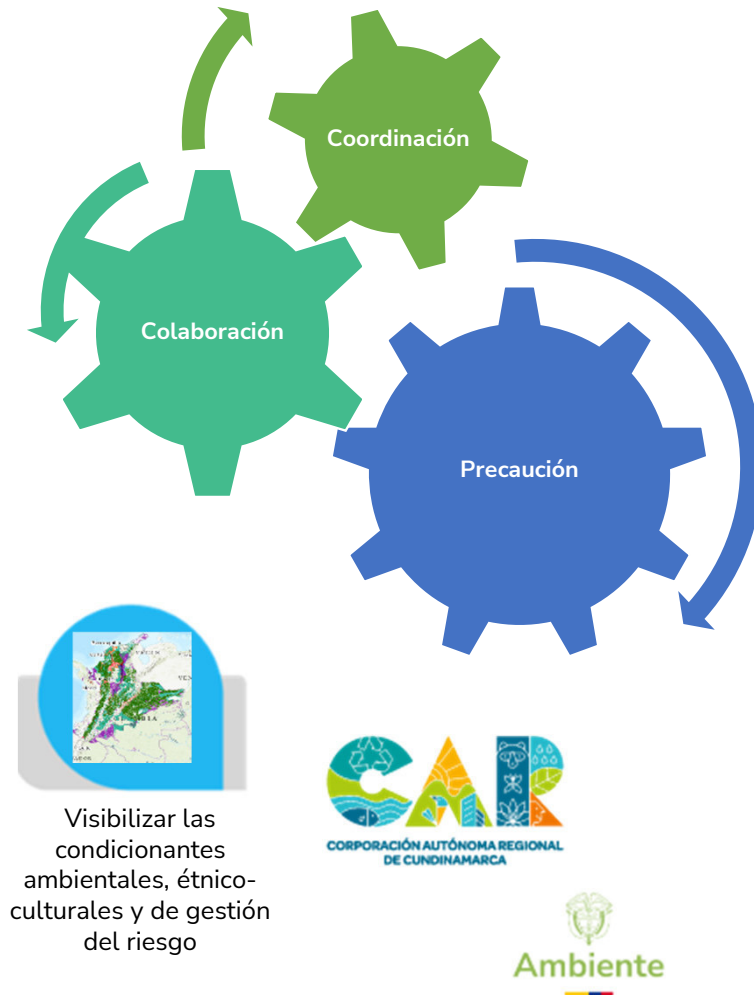 Coordinación
Colaboración
Precaución
Visibilizar las
condicionantes
ambientales, étnico-
culturales y de gestión
del riesgo
CAR
CORPORACIÓN AUTÓNOMA REGIONAL
DE CUNDINAMARCA
Ambiente